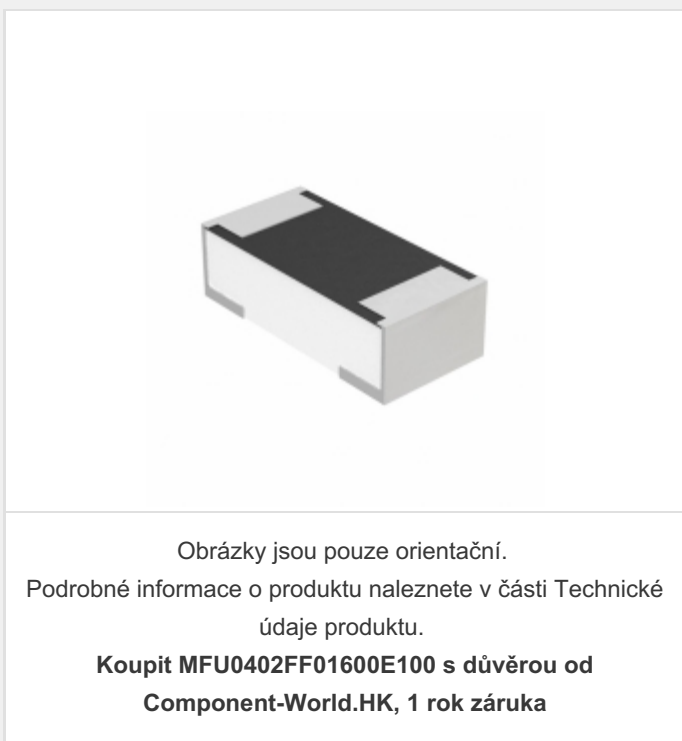 Obrázky jsou pouze orientační.
Podrobné informace o produktu naleznete v části Technické
údaje produktu.
Koupit MFU0402FF01600E100 s důvěrou od
Component-World.HK, 1 rok záruka